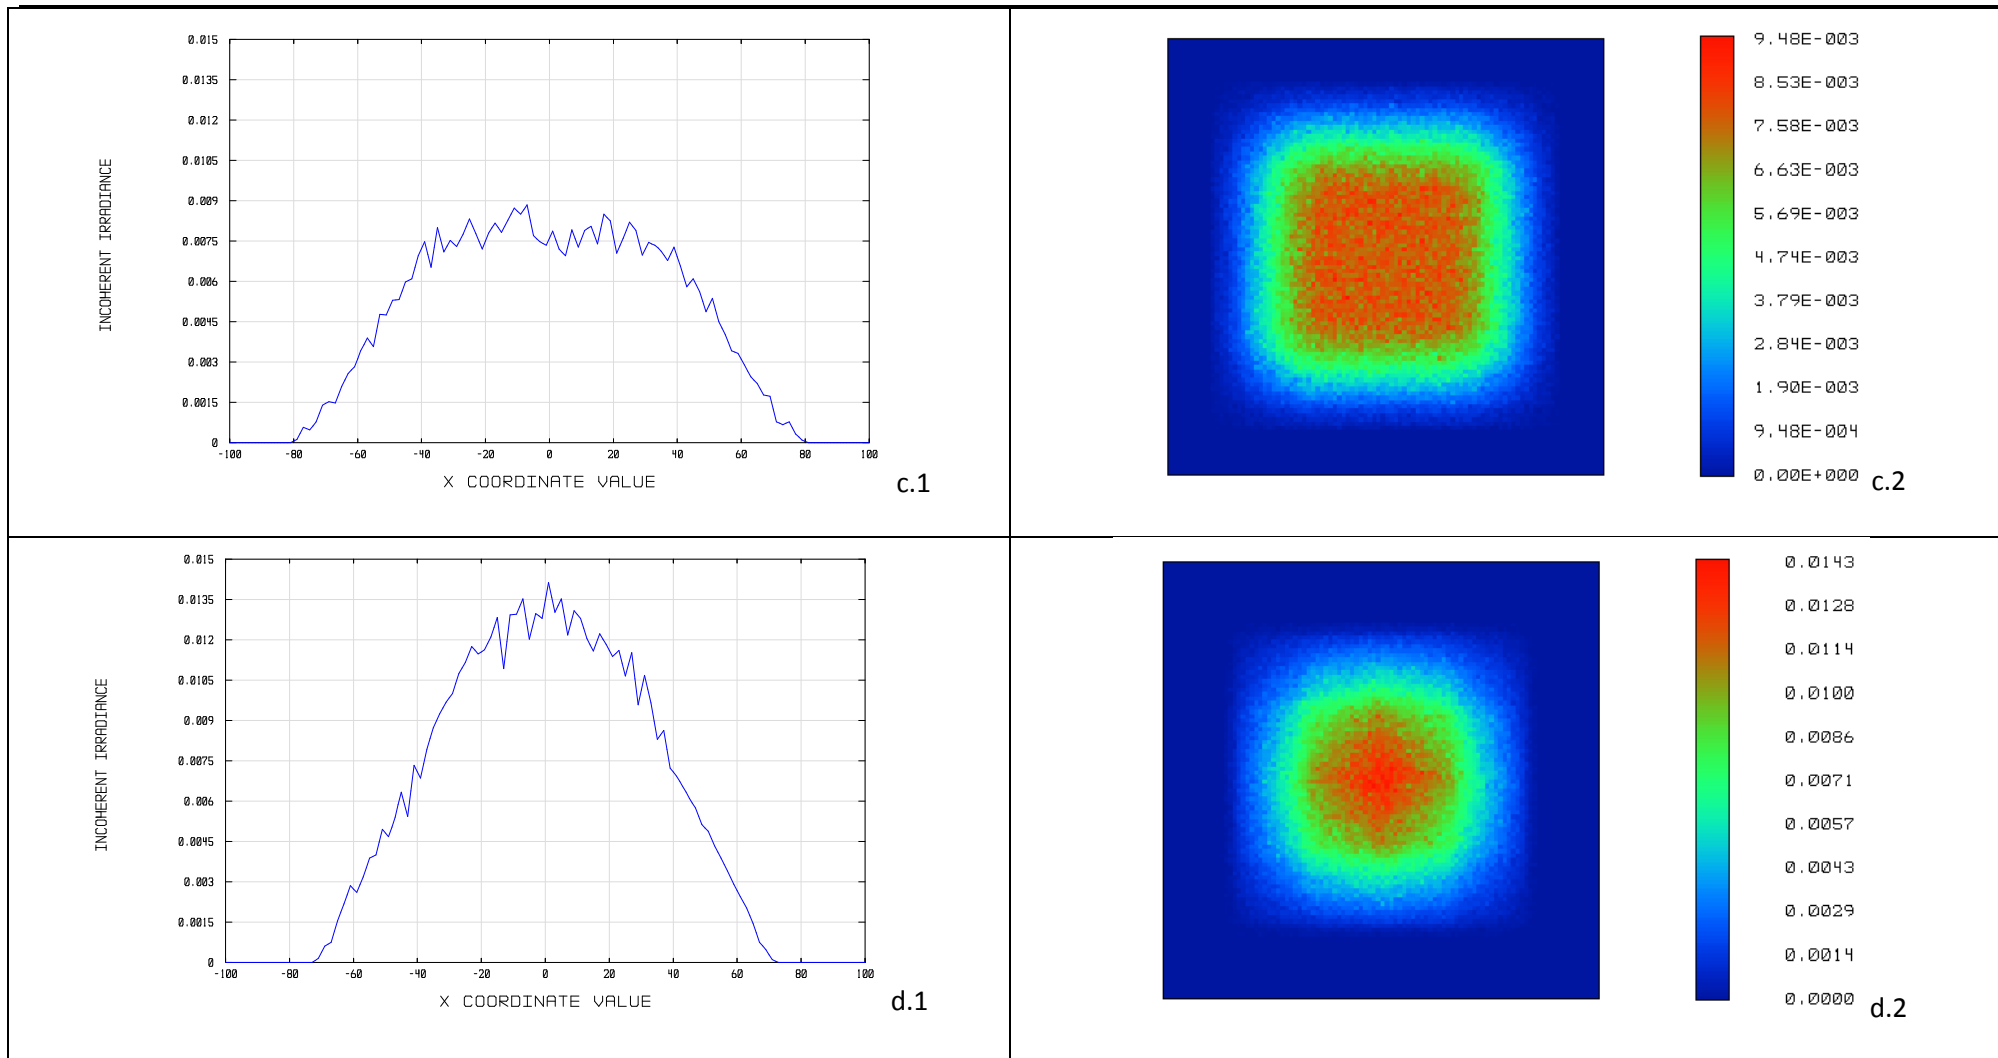 0.015
0.0135
0.012
0.0105
0.009
0.0075
0.006
0.0045
0.003
0.0015
0
INCOHERENT IRRADIANCE
-100 -80 -60 -40 -20 0 20 40 60 80 100
X COORDINATE VALUE
c.1
9.48E-003
8.53E-003
7.58E-003
6.63E-003
5.69E-003
4.74E-003
3.79E-003
2.84E-003
1.90E-003
9.48E-004
0.00E+000
c.2
0.015
0.0135
0.012
0.0105
0.009
0.0075
0.006
0.0045
0.003
0.0015
0
INCOHERENT IRRADIANCE
-100 -80 -60 -40 -20 0 20 40 60 80 100
X COORDINATE VALUE
d.1
0.0143
0.0128
0.0114
0.0100
0.0086
0.0071
0.0057
0.0043
0.0029
0.0014
0.0000
d.2